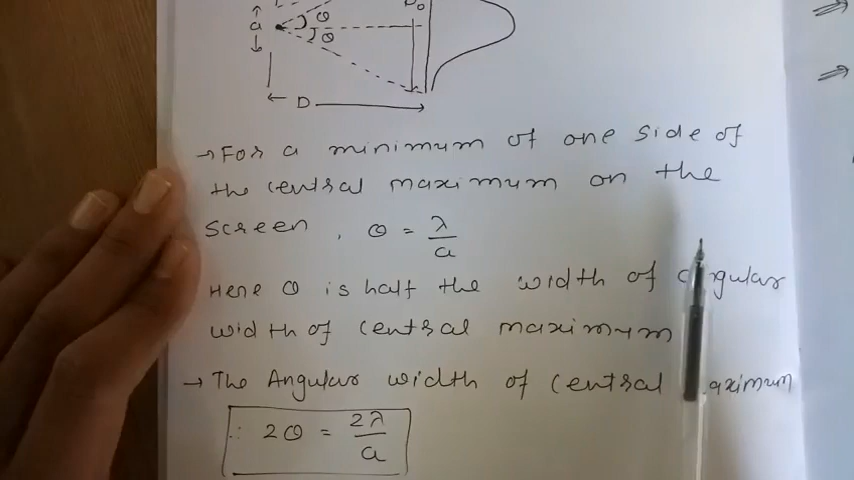 a
θ
θ
D
→ For a minimum of one side of
the central maximum on the
screen, θ = λ/a
Here θ is half the width of angular
width of central maximum
→ The Angular width of central maximum
∴ 2θ = 2λ/a